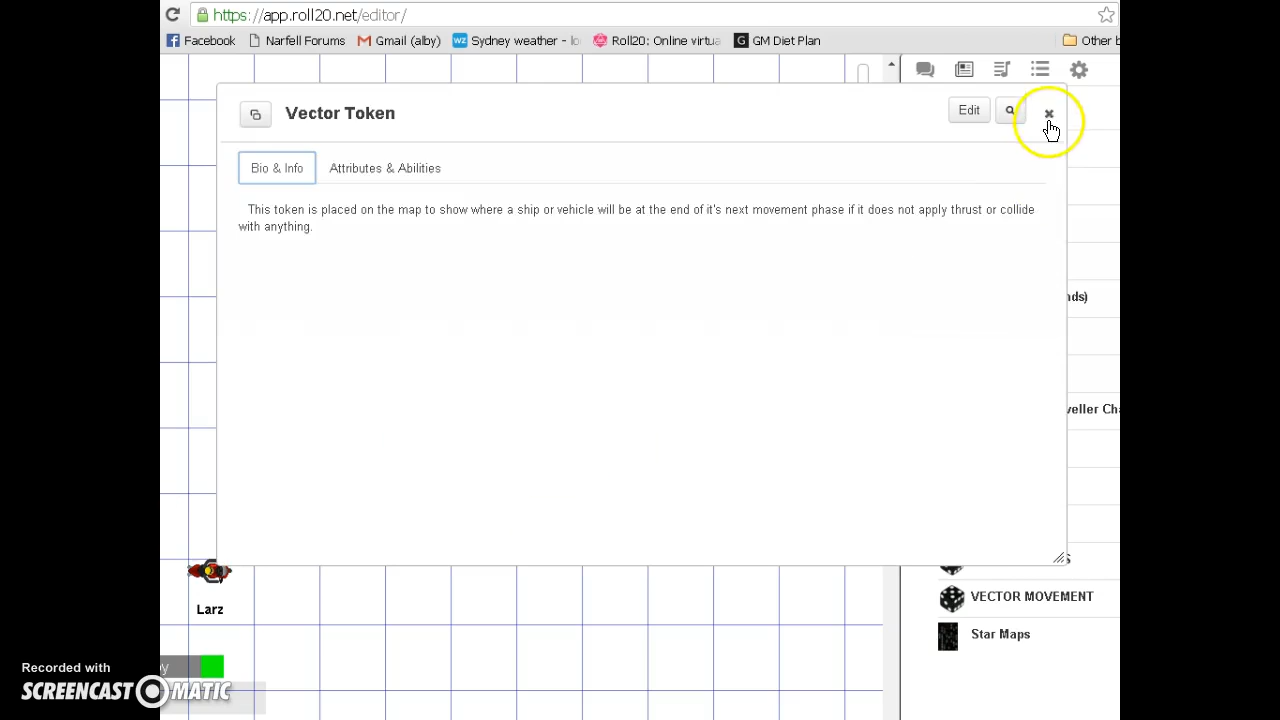 https://app.roll20.net/editor/
Facebook Narfell Forums Gmail (alby) Sydney weather - Roll20: Online virtua GM Diet Plan Other b
Vector Token
Edit
Bio & Info Attributes & Abilities
This token is placed on the map to show where a ship or vehicle will be at the end of it's next movement phase if it does not apply thrust or collide
with anything.
nds)
veller Cha
S
VECTOR MOVEMENT
Larz
Star Maps
y
Recorded with
SCREENCAST MATIC